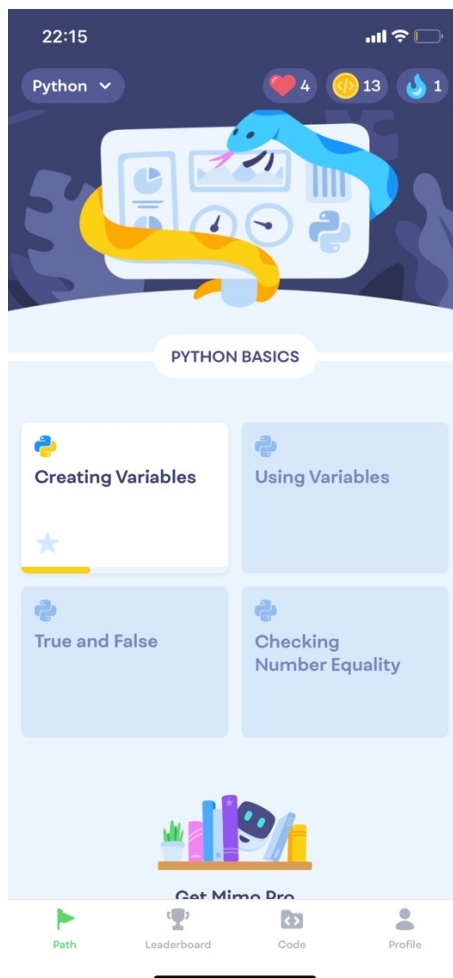 22:15
Python
4
13
1
PYTHON BASICS
Creating Variables
Using Variables
True and False
Checking
Number Equality
Get Mimo Pro
Path
Leaderboard
Code
Profile